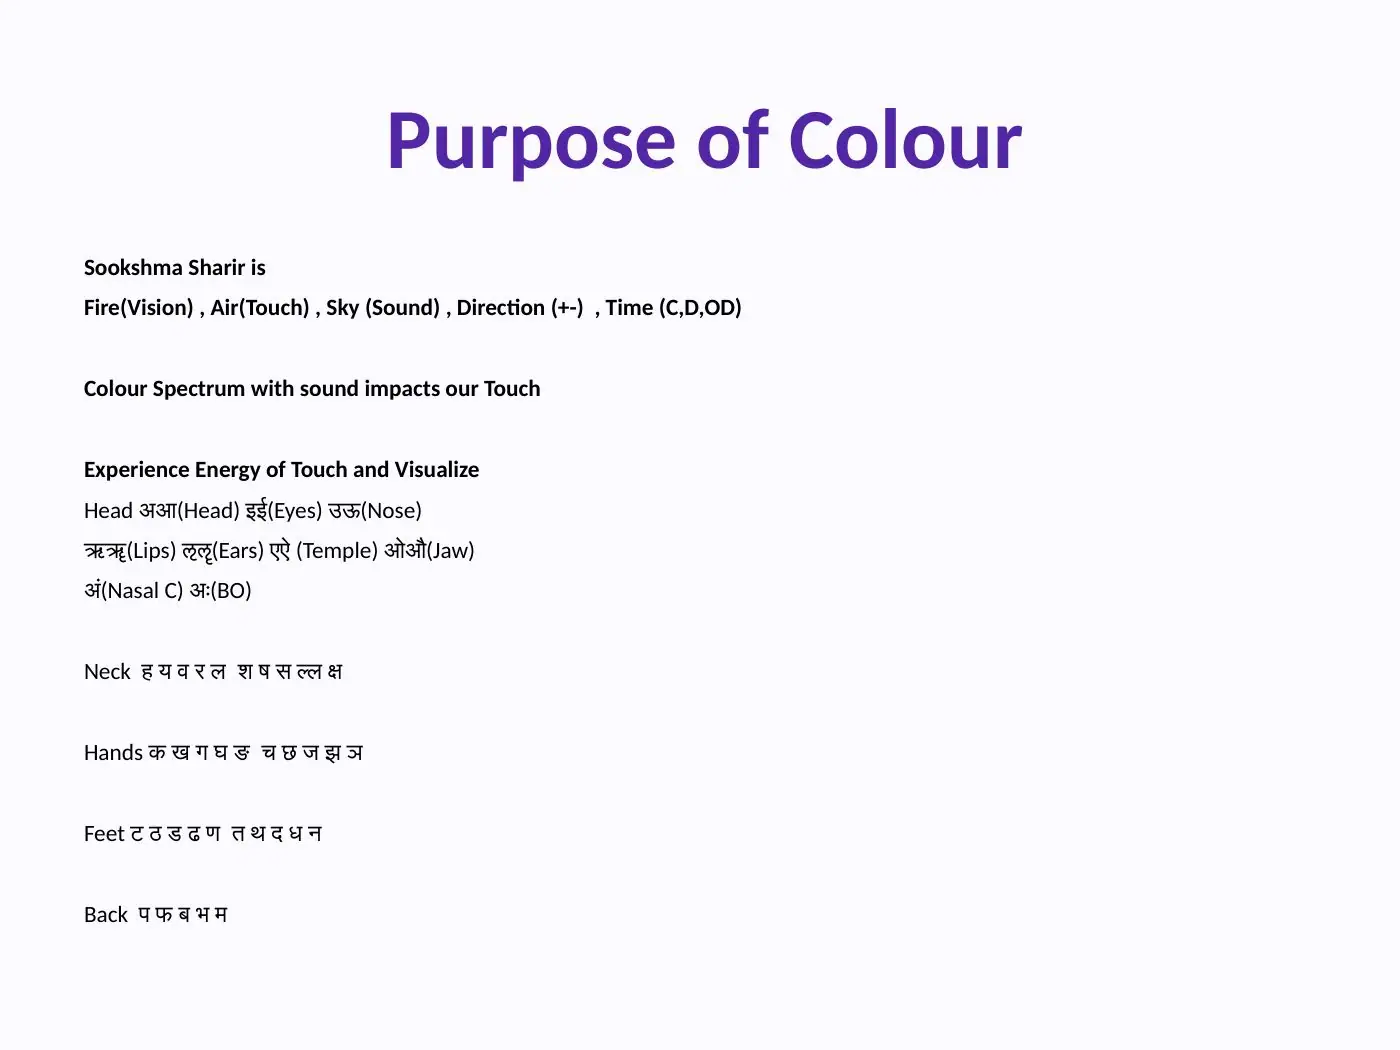 Purpose of Colour
Sookshma Sharir is
Fire(Vision) , Air(Touch) , Sky (Sound) , Direction (+-)  , Time (C,D,OD)
Colour Spectrum with sound impacts our Touch
Experience Energy of Touch and Visualize
Head अआ(Head) इई(Eyes) उऊ(Nose)
ऋॠ(Lips) ऌॡ(Ears) एऐ (Temple) ओऔ(Jaw)
अं(Nasal C) अः(BO)
Neck  ह य व र ल  श ष स ल्ल क्ष
Hands क ख ग घ ङ  च छ ज झ ञ
Feet ट ठ ड ढ ण  त थ द ध न
Back  प फ ब भ म